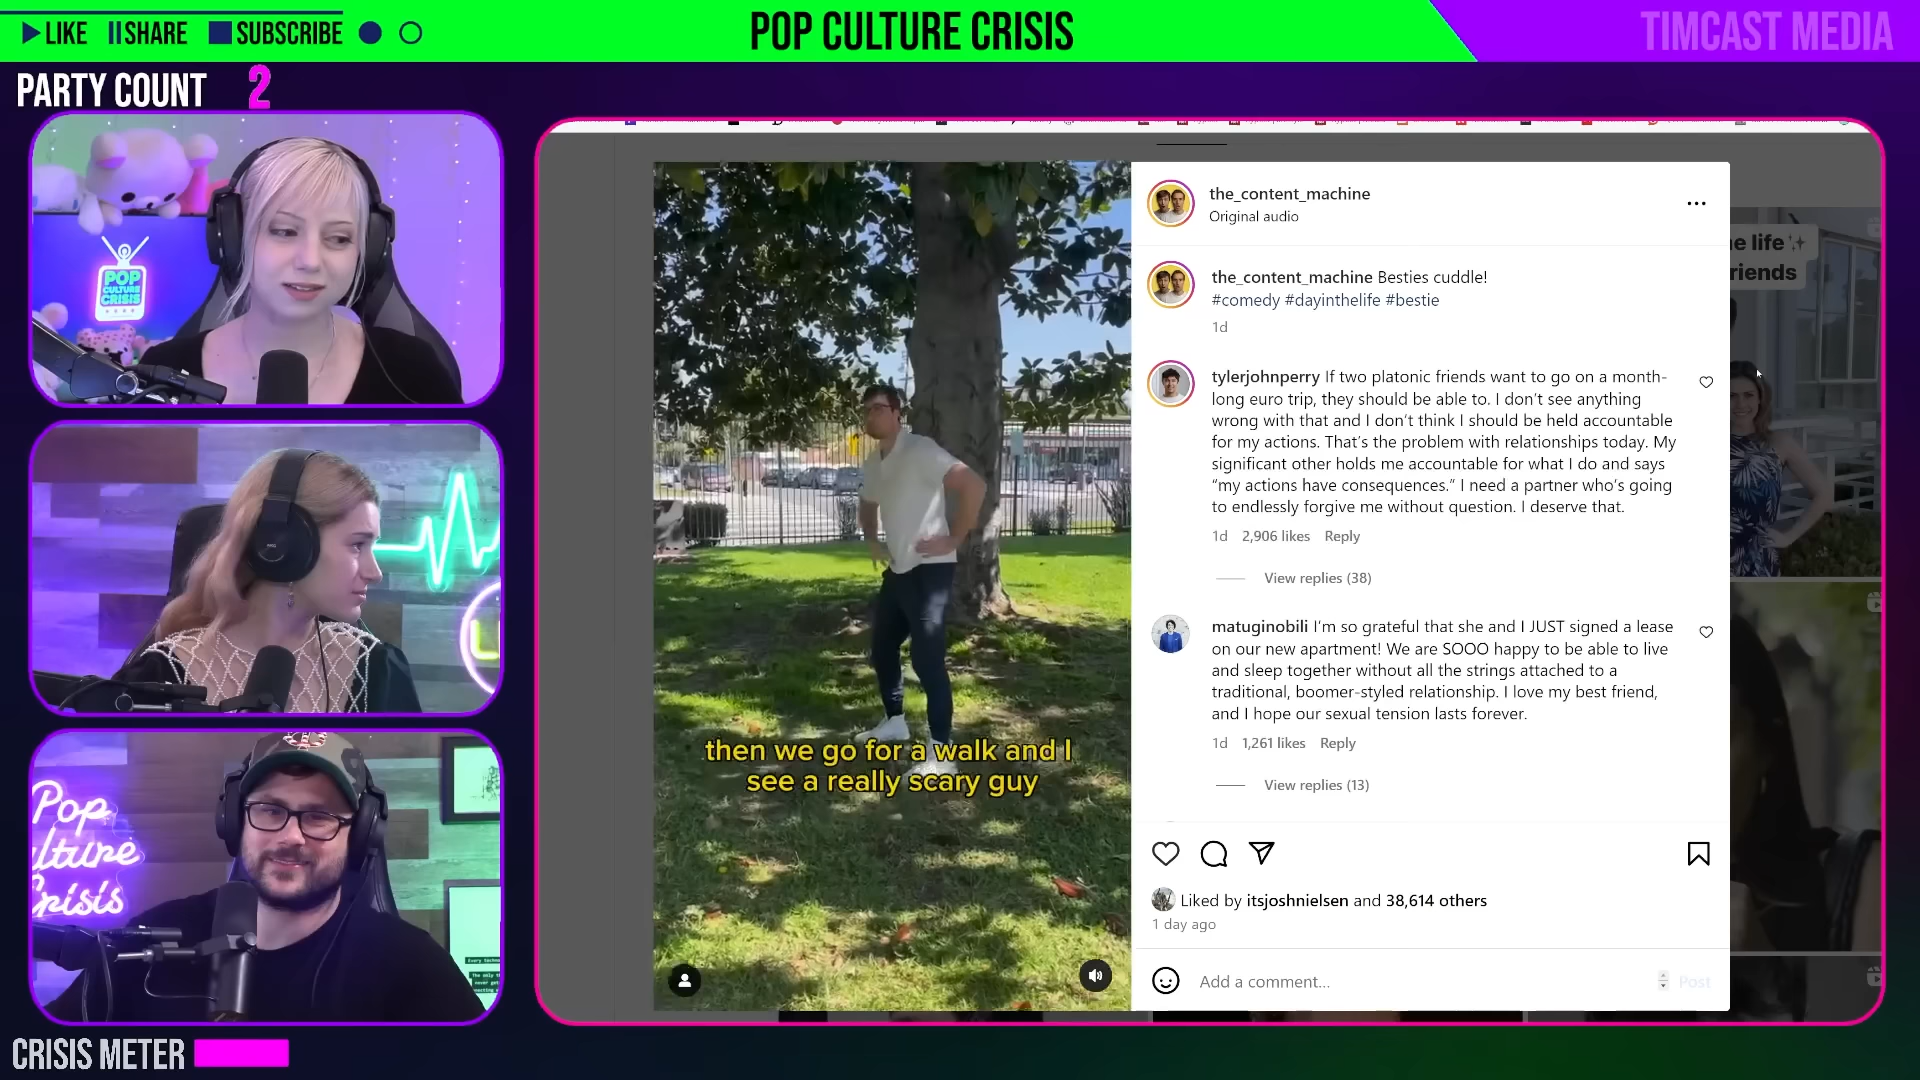 LIKE SHARE SUBSCRIBE
POP CULTURE CRISIS
TIMCAST MEDIA
PARTY COUNT 2
POP
CULTURE
CRISIS
Pop
Crisis
CRISIS METER
then we go for a walk and I
see a really scary guy
the_content_machine
Original audio
the_content_machine Besties cuddle!
#comedy #dayinthelife #bestie
1d
tylerjohnperry If two platonic friends want to go on a month-
long euro trip, they should be able to. I don't see anything
wrong with that and I don't think I should be held accountable
for my actions. That's the problem with relationships today. My
significant other holds me accountable for what I do and says
“my actions have consequences.” I need a partner who's going
to endlessly forgive me without question. I deserve that.
1d 2,906 likes Reply
View replies (38)
matuginobili I'm so grateful that she and I JUST signed a lease
on our new apartment! We are SOOO happy to be able to live
and sleep together without all the strings attached to a
traditional, boomer-styled relationship. I love my best friend,
and I hope our sexual tension lasts forever.
1d 1,261 likes Reply
View replies (13)
Liked by itsjoshnielsen and 38,614 others
1 day ago
Add a comment...
Post
life
riends